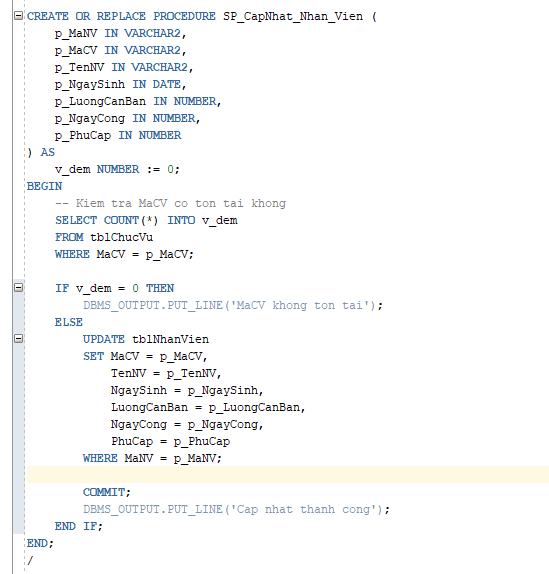 CREATE OR REPLACE PROCEDURE SP_CapNhat_Nhan_Vien (
    p_MaNV IN VARCHAR2,
    p_MaCV IN VARCHAR2,
    p_TenNV IN VARCHAR2,
    p_NgaySinh IN DATE,
    p_LuongCanBan IN NUMBER,
    p_NgayCong IN NUMBER,
    p_PhuCap IN NUMBER
) AS
    v_dem NUMBER := 0;
BEGIN
    -- Kiem tra MaCV co ton tai khong
    SELECT COUNT(*) INTO v_dem
    FROM tblChucVu
    WHERE MaCV = p_MaCV;

    IF v_dem = 0 THEN
        DBMS_OUTPUT.PUT_LINE('MaCV khong ton tai');
    ELSE
        UPDATE tblNhanVien
        SET MaCV = p_MaCV,
            TenNV = p_TenNV,
            NgaySinh = p_NgaySinh,
            LuongCanBan = p_LuongCanBan,
            NgayCong = p_NgayCong,
            PhuCap = p_PhuCap
        WHERE MaNV = p_MaNV;

        COMMIT;
        DBMS_OUTPUT.PUT_LINE('Cap nhat thanh cong');
    END IF;
END;
/